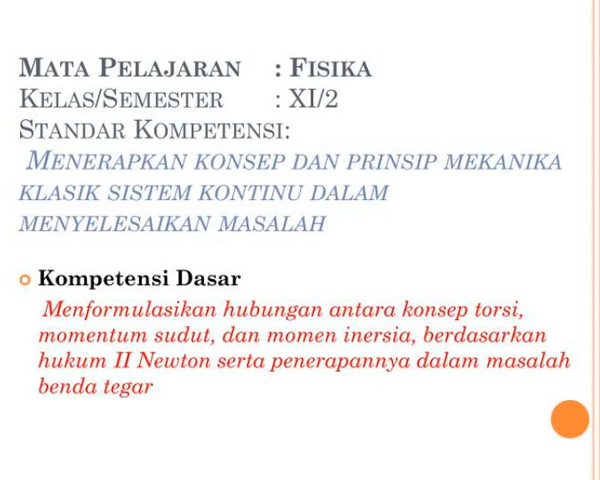 MATA PELAJARAN : FISIKA
KELAS/SEMESTER : XI/2
STANDAR KOMPETENSI:
MENERAPKAN KONSEP DAN PRINSIP MEKANIKA
KLASIK SISTEM KONTINU DALAM
MENYELESAIKAN MASALAH
Kompetensi Dasar
Menformulasikan hubungan antara konsep torsi,
momentum sudut, dan momen inersia, berdasarkan
hukum II Newton serta penerapannya dalam masalah
benda tegar